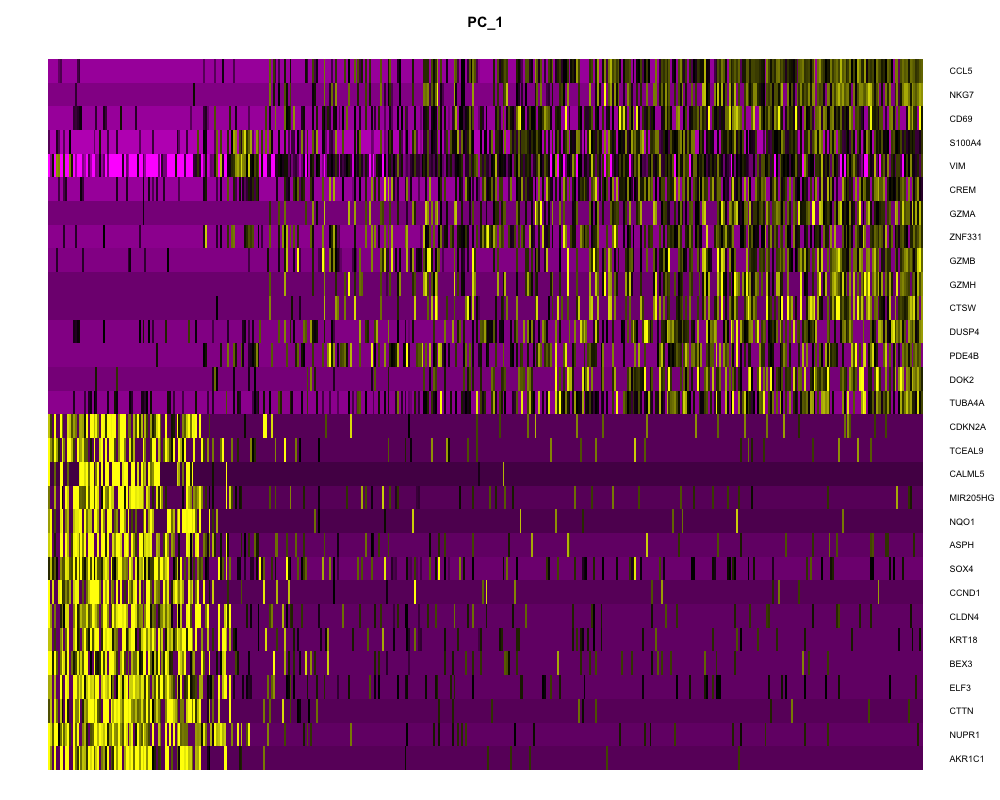 PC_1
CCL5
NKG7
CD69
S100A4
VIM
CREM
GZMA
ZNF331
GZMB
GZMH
CTSW
DUSP4
PDE4B
DOK2
TUBA4A
CDKN2A
TCEAL9
CALML5
MIR205HG
NQO1
ASPH
SOX4
CCND1
CLDN4
KRT18
BEX3
ELF3
CTTN
NUPR1
AKR1C1